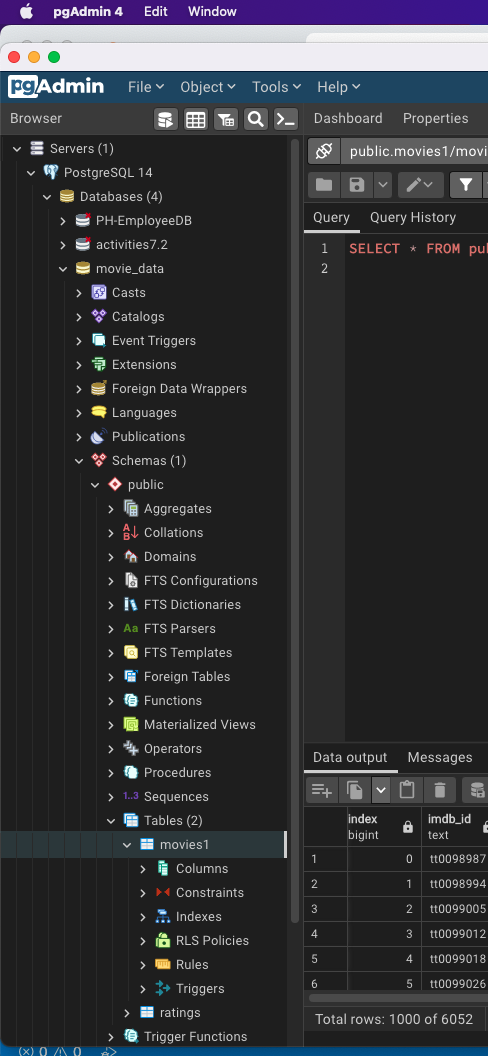 pgAdmin 4 Edit Window
pgAdmin File Object Tools Help
Browser
Dashboard Properties
Servers (1)
PostgreSQL 14
Databases (4)
PH-EmployeeDB
activities7.2
movie_data
Casts
Catalogs
Event Triggers
Extensions
Foreign Data Wrappers
Languages
Publications
Schemas (1)
public
Aggregates
Collations
Domains
FTS Configurations
FTS Dictionaries
Aa FTS Parsers
FTS Templates
Foreign Tables
Functions
Materialized Views
Operators
Procedures
1..3 Sequences
Tables (2)
movies1
Columns
Constraints
Indexes
RLS Policies
Rules
Triggers
ratings
Trigger Functions
public.movies1/movi
Query Query History
1 SELECT * FROM pu
2
Data output Messages
index imdb_id
bigint text
1 0 tt0098987
2 1 tt0098994
3 2 tt0099005
4 3 tt0099012
5 4 tt0099018
6 5 tt0099026
Total rows: 1000 of 6052
0 0